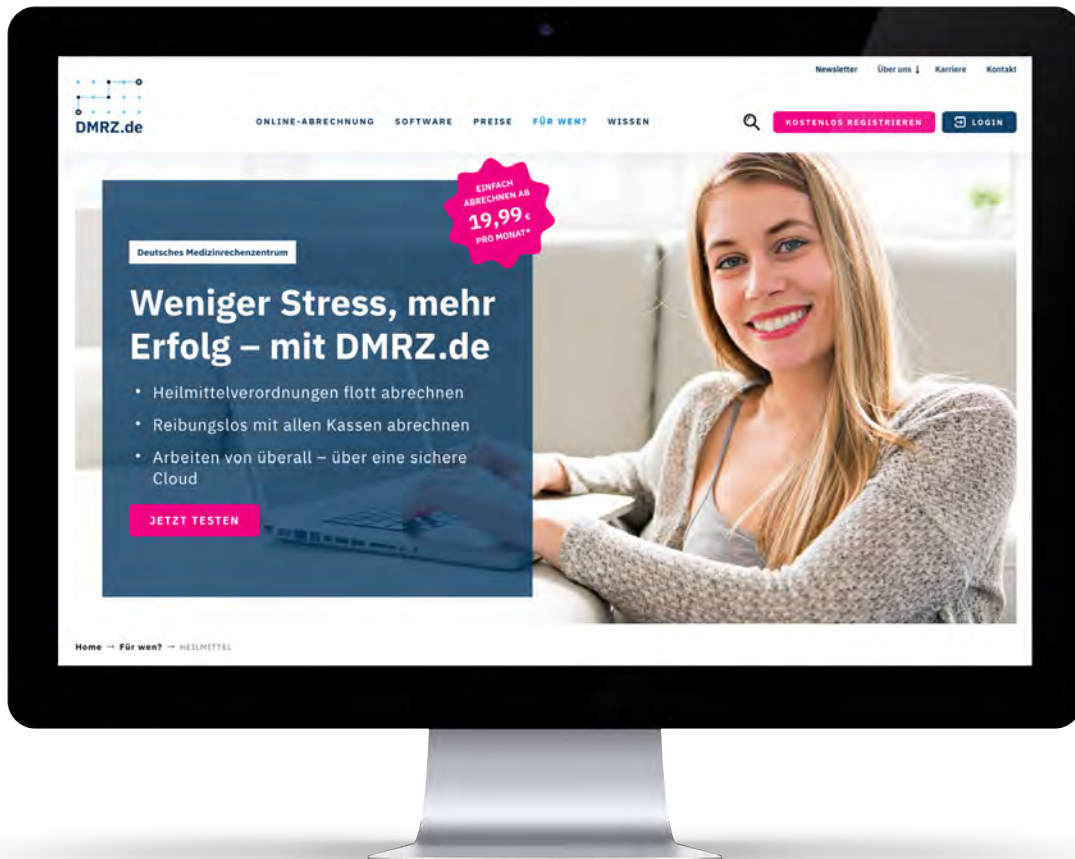 Newsletter Über uns ↓ Karriere Kontakt
DMRZ.de
ONLINE-ABRECHNUNG SOFTWARE PREISE FÜR WEN? WISSEN
KOSTENLOS REGISTRIEREN LOGIN
EINFACH
ABRECHNEN AB
19,99 €
PRO MONAT*
Deutsches Medizinrechenzentrum
Weniger Stress, mehr
Erfolg – mit DMRZ.de
• Heilmittelverordnungen flott abrechnen
• Reibungslos mit allen Kassen abrechnen
• Arbeiten von überall – über eine sichere
Cloud
JETZT TESTEN
Home → Für wen? → HEILMITTEL